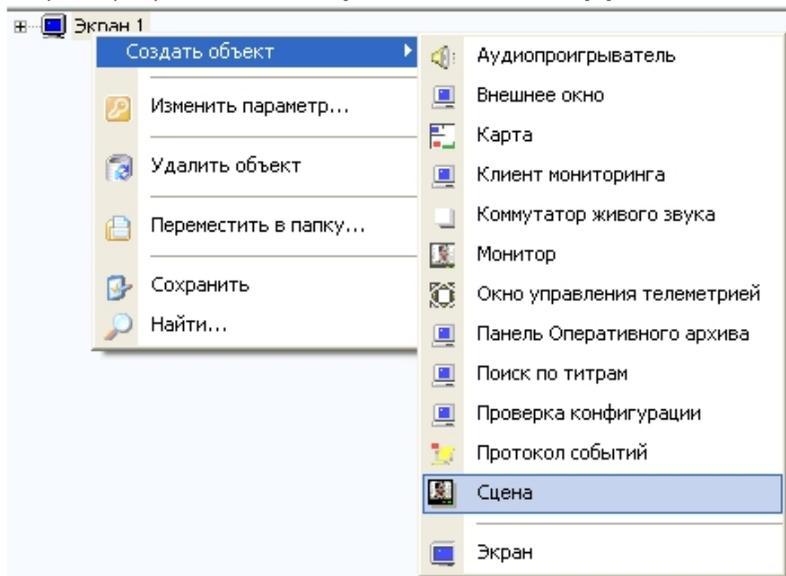 Экран 1
Создать объект
Изменить параметр...
Удалить объект
Переместить в папку...
Сохранить
Найти...
Аудиопроигрыватель
Внешнее окно
Карта
Клиент мониторинга
Коммутатор живого звука
Монитор
Окно управления телеметрией
Панель Оперативного архива
Поиск по титрам
Проверка конфигурации
Протокол событий
Сцена
Экран